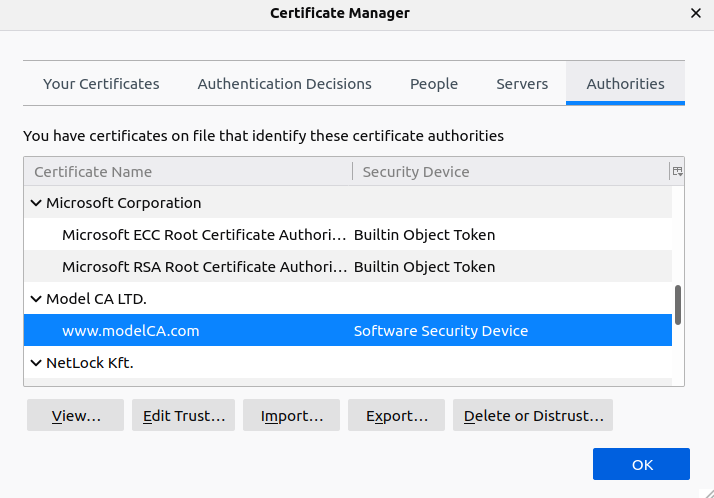 Certificate Manager
Your Certificates Authentication Decisions People Servers Authorities
You have certificates on file that identify these certificate authorities
Certificate Name Security Device
Microsoft Corporation
Microsoft ECC Root Certificate Authori… Builtin Object Token
Microsoft RSA Root Certificate Authori… Builtin Object Token
Model CA LTD.
www.modelCA.com Software Security Device
NetLock Kft.
View… Edit Trust… Import… Export… Delete or Distrust…
OK